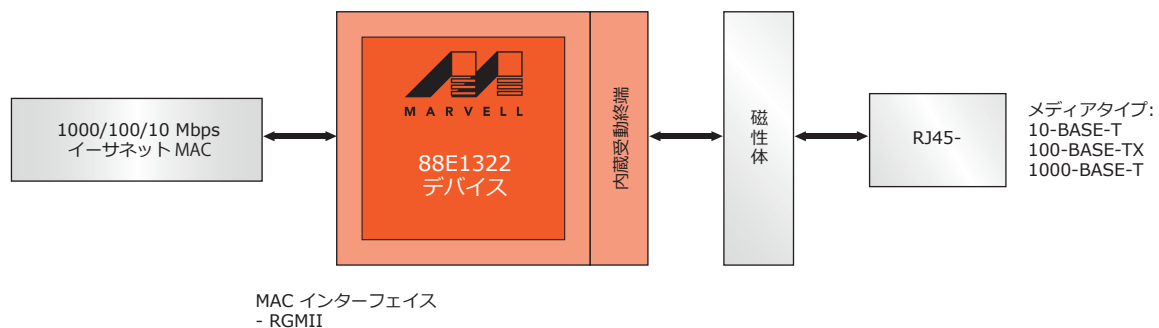 1000/100/10 Mbps
イーサネット MAC
MARVELL
88E1322
デバイス
内蔵受動終端
磁性体
RJ45-
メディアタイプ:
10-BASE-T
100-BASE-TX
1000-BASE-T
MAC インターフェイス
- RGMII